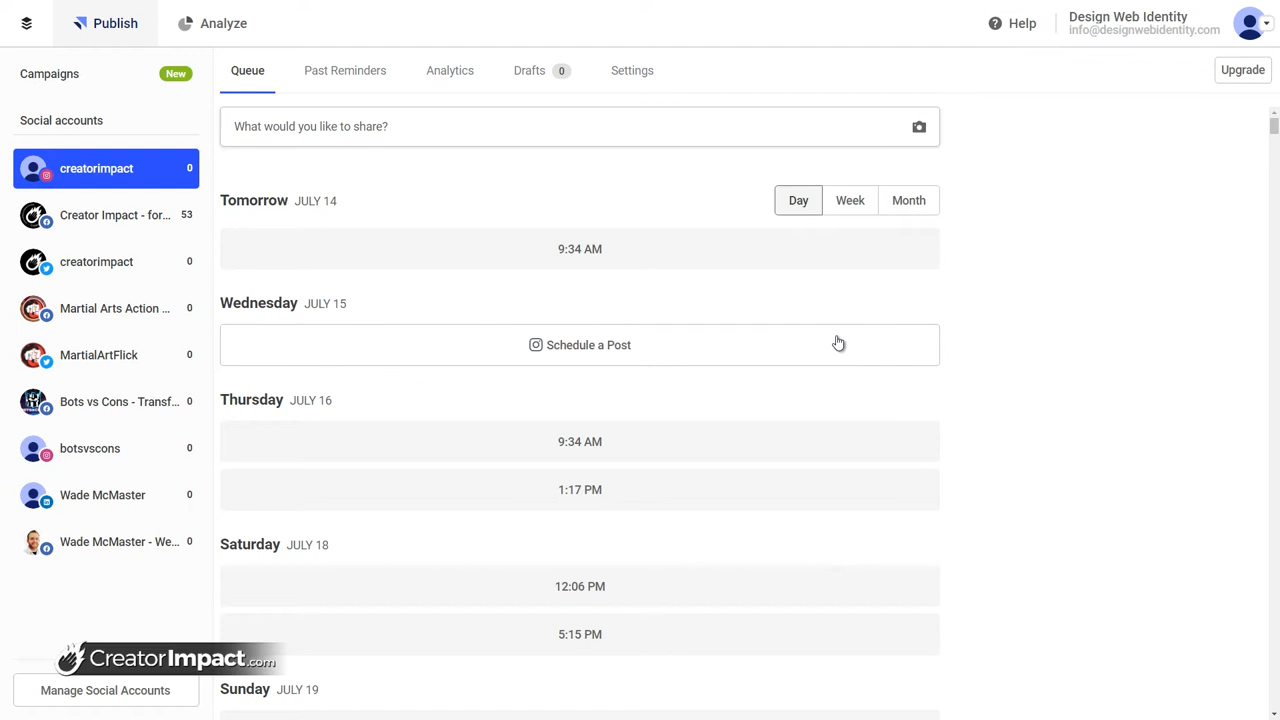 Publish
Analyze
Help
Design Web Identity
info@designwebidentity.com
Campaigns
New
Queue
Past Reminders
Analytics
Drafts 0
Settings
Upgrade
Social accounts
creatorimpact 0
Creator Impact - for... 53
creatorimpact 0
Martial Arts Action ... 0
MartialArtFlick 0
Bots vs Cons - Transf... 0
botsvscons 0
Wade McMaster 0
Wade McMaster - We... 0
CreatorImpact.com
Manage Social Accounts
What would you like to share?
Tomorrow JULY 14
Day Week Month
9:34 AM
Wednesday JULY 15
Schedule a Post
Thursday JULY 16
9:34 AM
1:17 PM
Saturday JULY 18
12:06 PM
5:15 PM
Sunday JULY 19